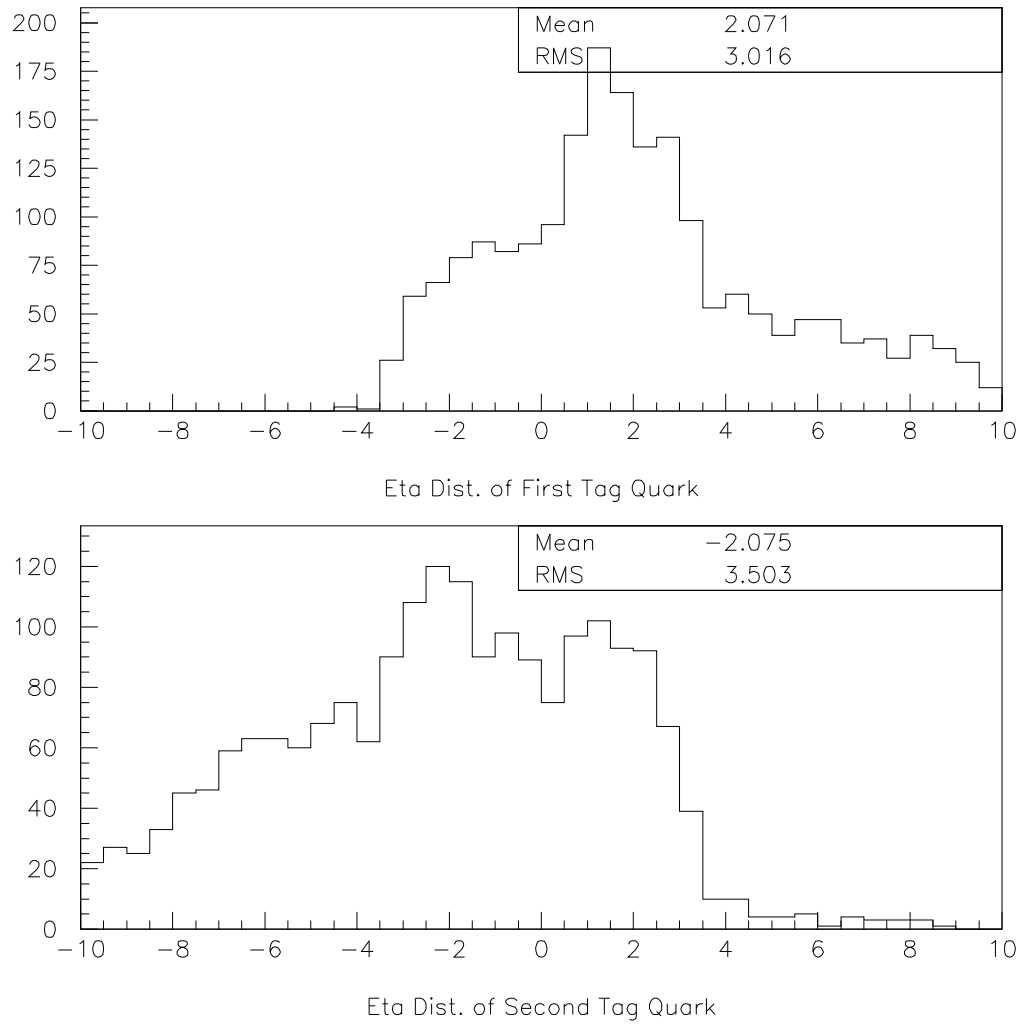 200
175
150
125
100
75
50
25
0
Mean 2.071
RMS 3.016
−10 −8 −6 −4 −2 0 2 4 6 8 10
Eta Dist. of First Tag Quark
120
100
80
60
40
20
0
Mean −2.075
RMS 3.503
−10 −8 −6 −4 −2 0 2 4 6 8 10
Eta Dist. of Second Tag Quark